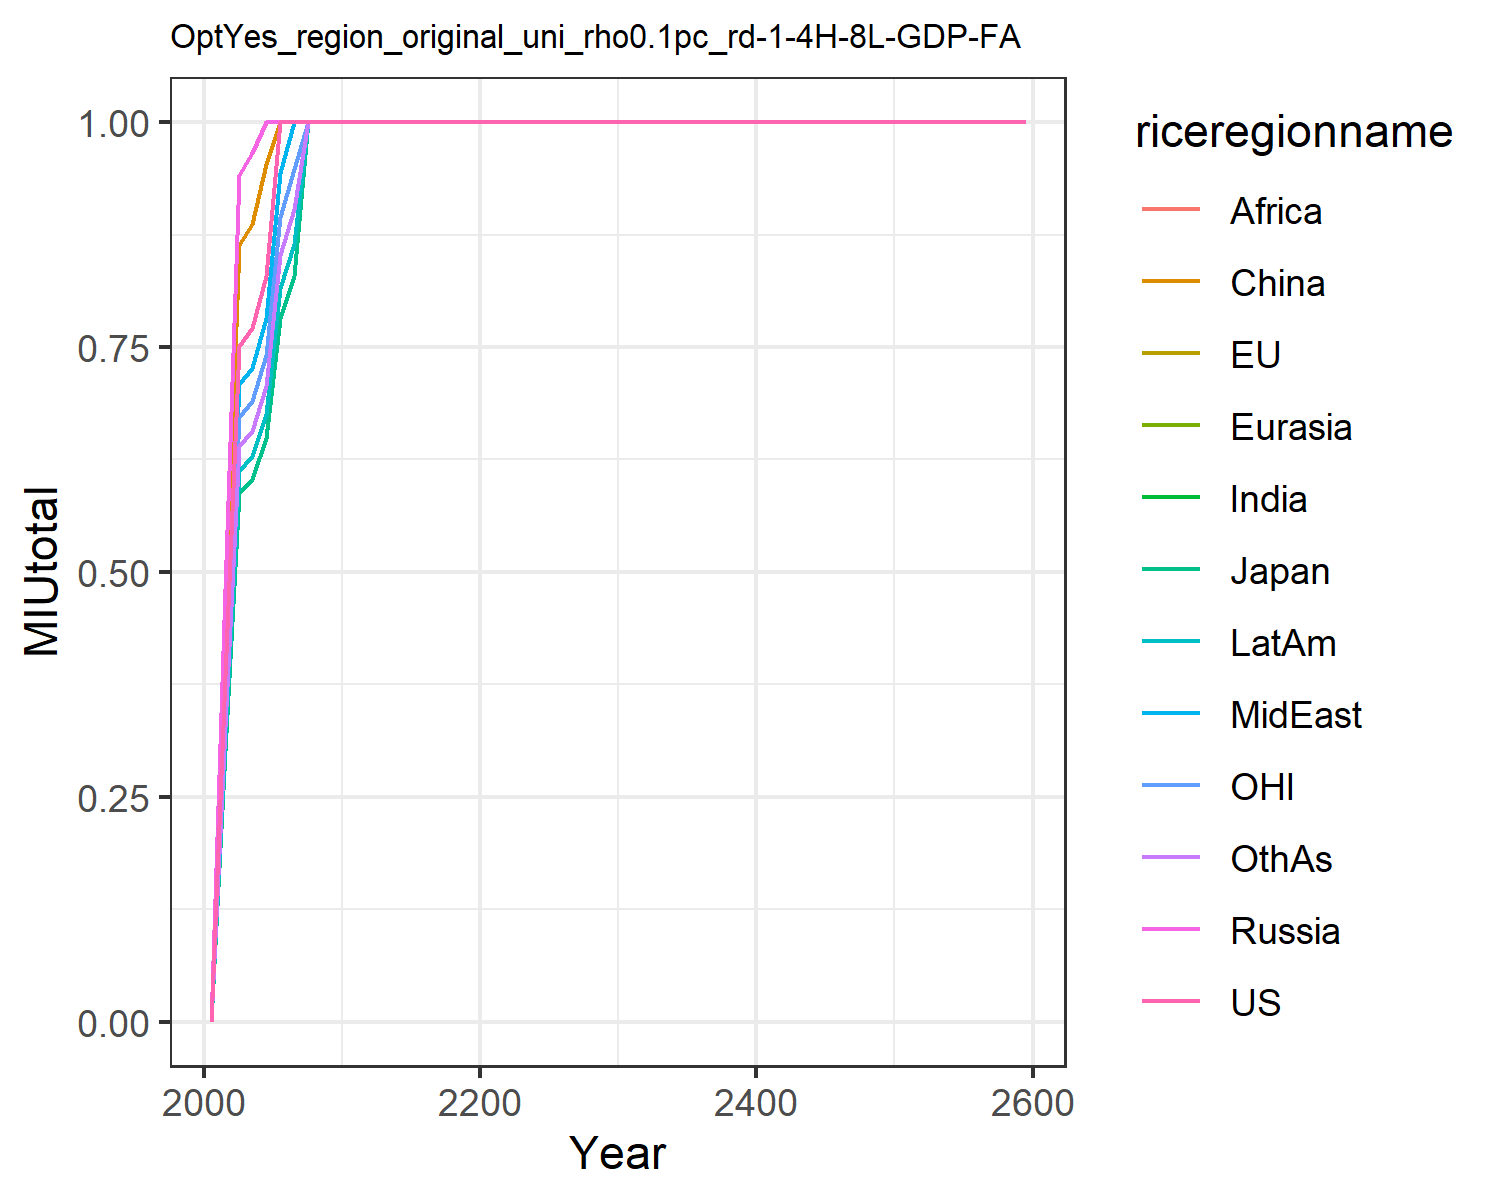 OptYes_region_original_uni_rho0.1pc_rd-1-4H-8L-GDP-FA
1.00
0.75
0.50
0.25
0.00
MIUtotal
2000
2200
2400
2600
Year
riceregionname
Africa
China
EU
Eurasia
India
Japan
LatAm
MidEast
OHI
OthAs
Russia
US